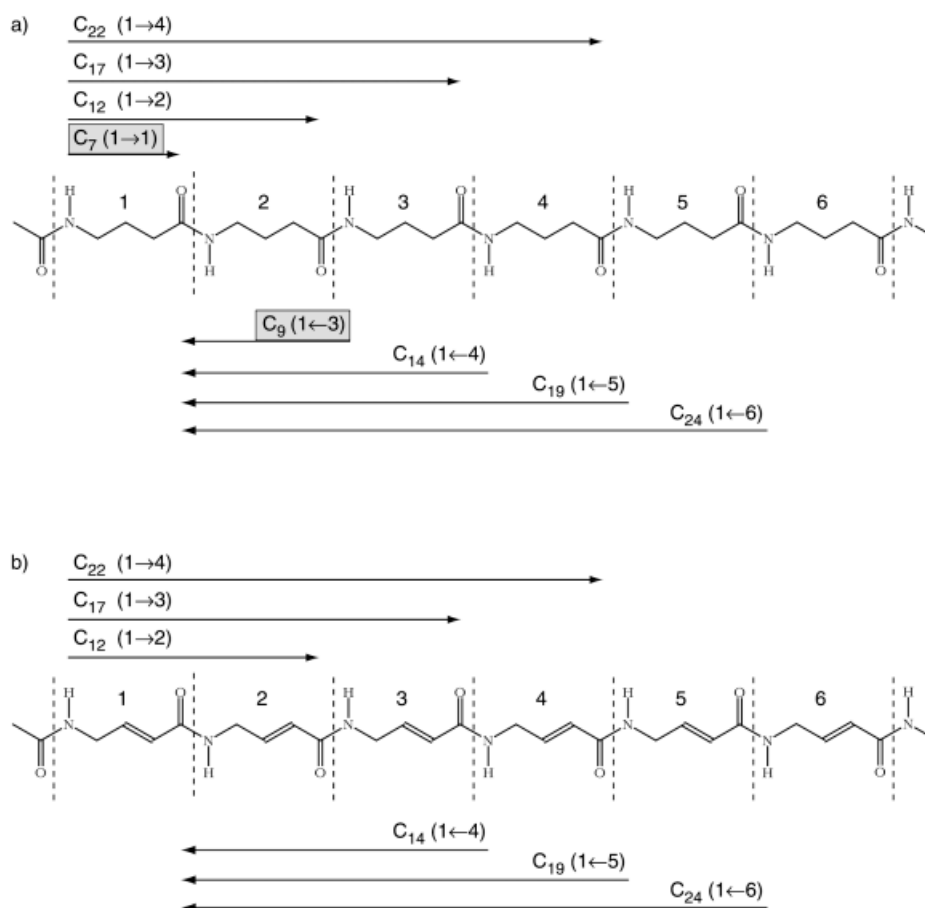 a)
C22 (1→4)
C17 (1→3)
C12 (1→2)
C7 (1→1)
H O H O H O
1 2 3 4 5 6
N N N N N N N
O H O H O H O
C9 (1←3)
C14 (1←4)
C19 (1←5)
C24 (1←6)
b)
C22 (1→4)
C17 (1→3)
C12 (1→2)
H O H O H O H
1 2 3 4 5 6
N N N N N N N
O H O H O H O
C14 (1←4)
C19 (1←5)
C24 (1←6)